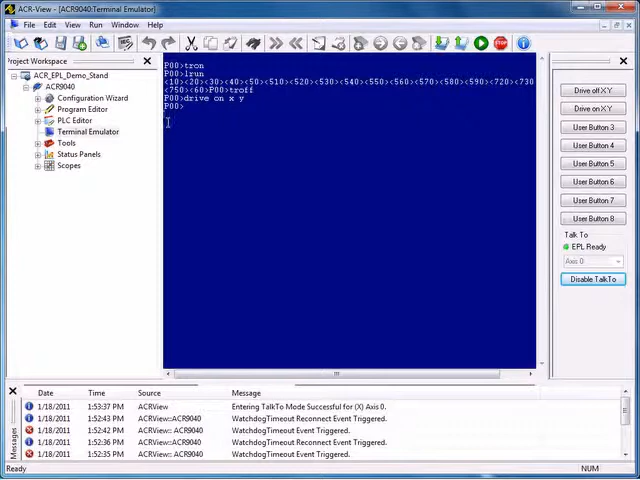 ACR-View - [ACR9040:Terminal Emulator]
File Edit View Run Window Help
Project Workspace
ACR_EPL_Demo_Stand
ACR9040
Configuration Wizard
Program Editor
PLC Editor
Terminal Emulator
Tools
Status Panels
Scopes
P00>tron
P00>lrun
<10><20><30><40><50><510><520><530><540><550><560><570><580><590><720><730
<750><60>P00>troff
P00>drive on x y
P00>
STOP
Drive off X Y
Drive on X Y
User Button 3
User Button 4
User Button 5
User Button 6
User Button 7
User Button 8
Talk To
EPL Ready
Axis 0
Disable TalkTo
Messages
Date Time Source Message
1/18/2011 1:53:37 PM ACRView Entering TalkTo Mode Successful for (X) Axis 0.
1/18/2011 1:52:43 PM ACRView::ACR9040 WatchdogTimeout Reconnect Event Triggered.
1/18/2011 1:52:42 PM ACRView::ACR9040 WatchdogTimeout Event Triggered.
1/18/2011 1:52:36 PM ACRView::ACR9040 WatchdogTimeout Reconnect Event Triggered.
1/18/2011 1:52:35 PM ACRView::ACR9040 WatchdogTimeout Event Triggered.
Ready NUM